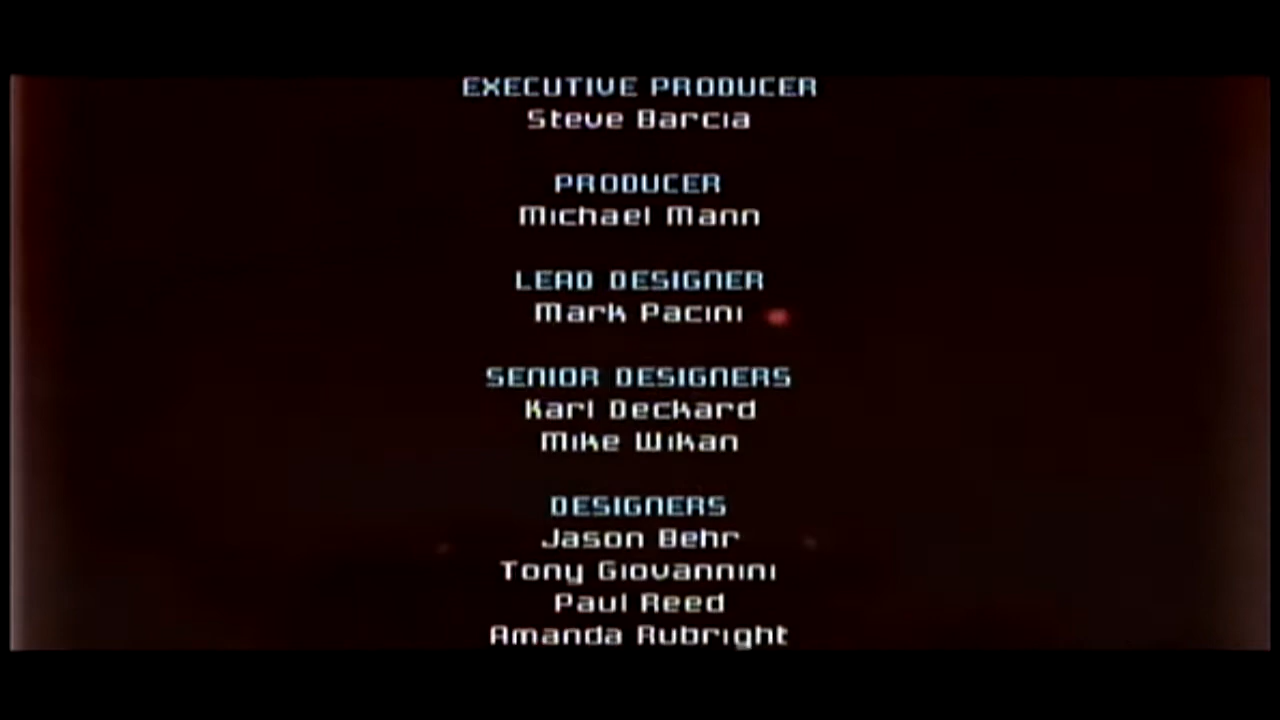 EXECUTIVE PRODUCER
Steve Barcia
PRODUCER
Michael Mann
LEAD DESIGNER
Mark Pacini
SENIOR DESIGNERS
Karl Deckard
Mike Wikan
DESIGNERS
Jason Behr
Tony Giovannini
Paul Reed
Amanda Rubright